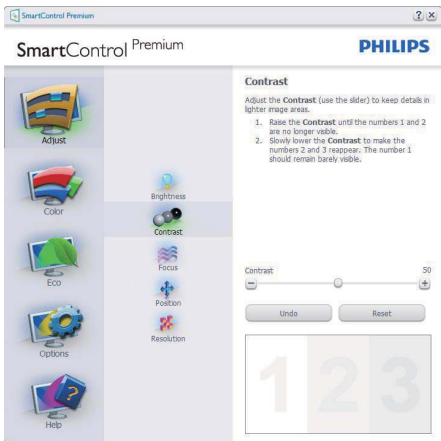 SmartControl Premium
SmartControl Premium
PHILIPS
Adjust
Color
Eco
Options
Help
Brightness
Contrast
Focus
Position
Resolution
Contrast
Adjust the Contrast (use the slider) to keep details in
lighter image areas.
1. Raise the Contrast until the numbers 1 and 2
are no longer visible.
2. Slowly lower the Contrast to make the
numbers 2 and 3 reappear. The number 1
should remain barely visible.
Contrast 50
Undo Reset
1 2 3